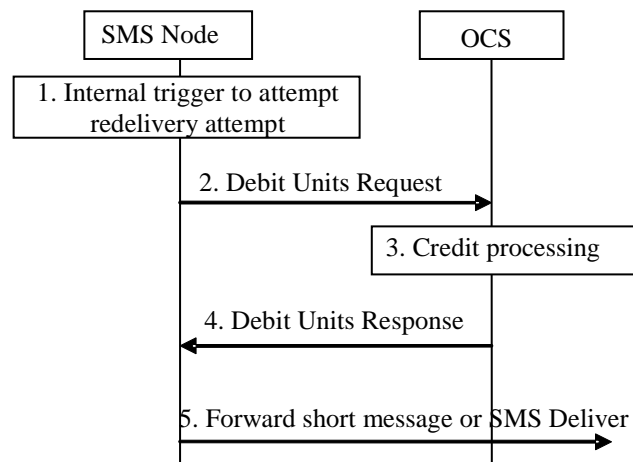 SMS Node
OCS
1. Internal trigger to attempt
redelivery attempt
2. Debit Units Request
3. Credit processing
4. Debit Units Response
5. Forward short message or SMS Deliver